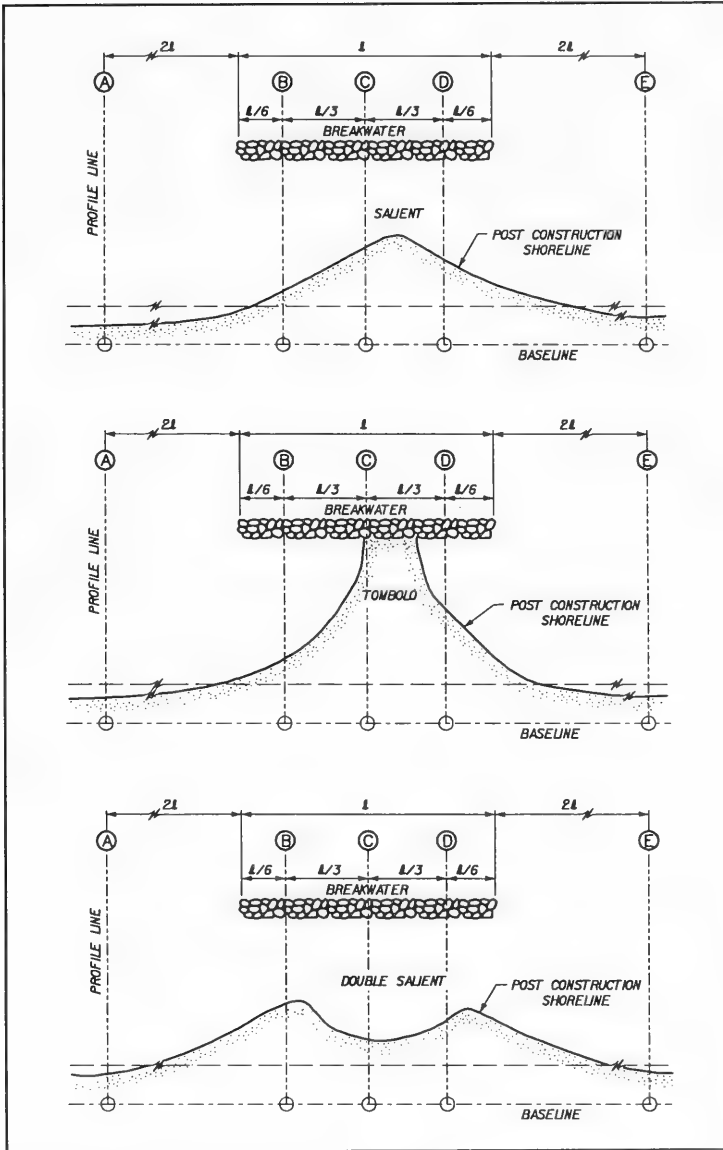 2ℓ ℓ 2ℓ
A B C D E
ℓ/6 ℓ/3 ℓ/3 ℓ/6
BREAKWATER
PROFILE LINE
SALIENT
POST CONSTRUCTION
SHORELINE
BASELINE
2ℓ ℓ 2ℓ
A B C D E
ℓ/6 ℓ/3 ℓ/3 ℓ/6
BREAKWATER
PROFILE LINE
TOMBOLO
POST CONSTRUCTION
SHORELINE
BASELINE
2ℓ ℓ 2ℓ
A B C D E
ℓ/6 ℓ/3 ℓ/3 ℓ/6
BREAKWATER
PROFILE LINE
DOUBLE SALIENT
POST CONSTRUCTION
SHORELINE
BASELINE